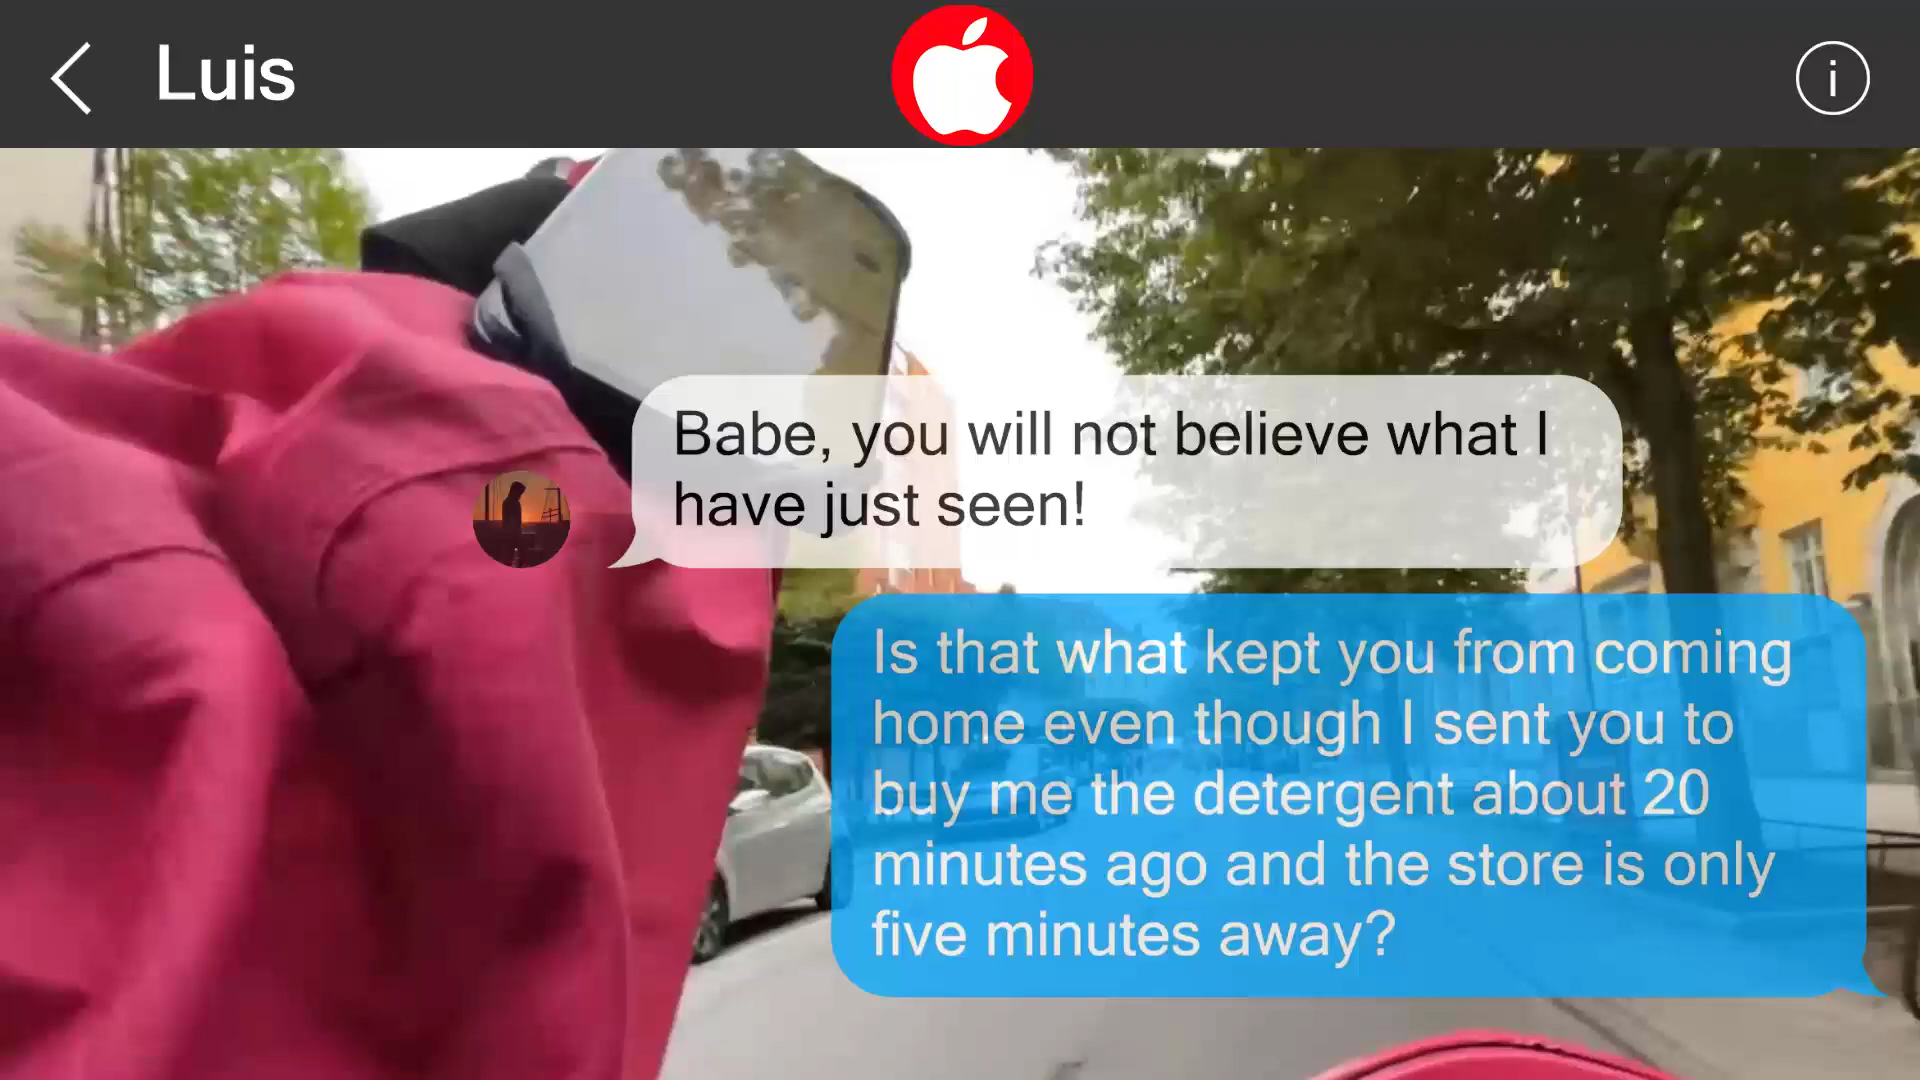 Luis
Babe, you will not believe what I
have just seen!
Is that what kept you from coming
home even though I sent you to
buy me the detergent about 20
minutes ago and the store is only
five minutes away?